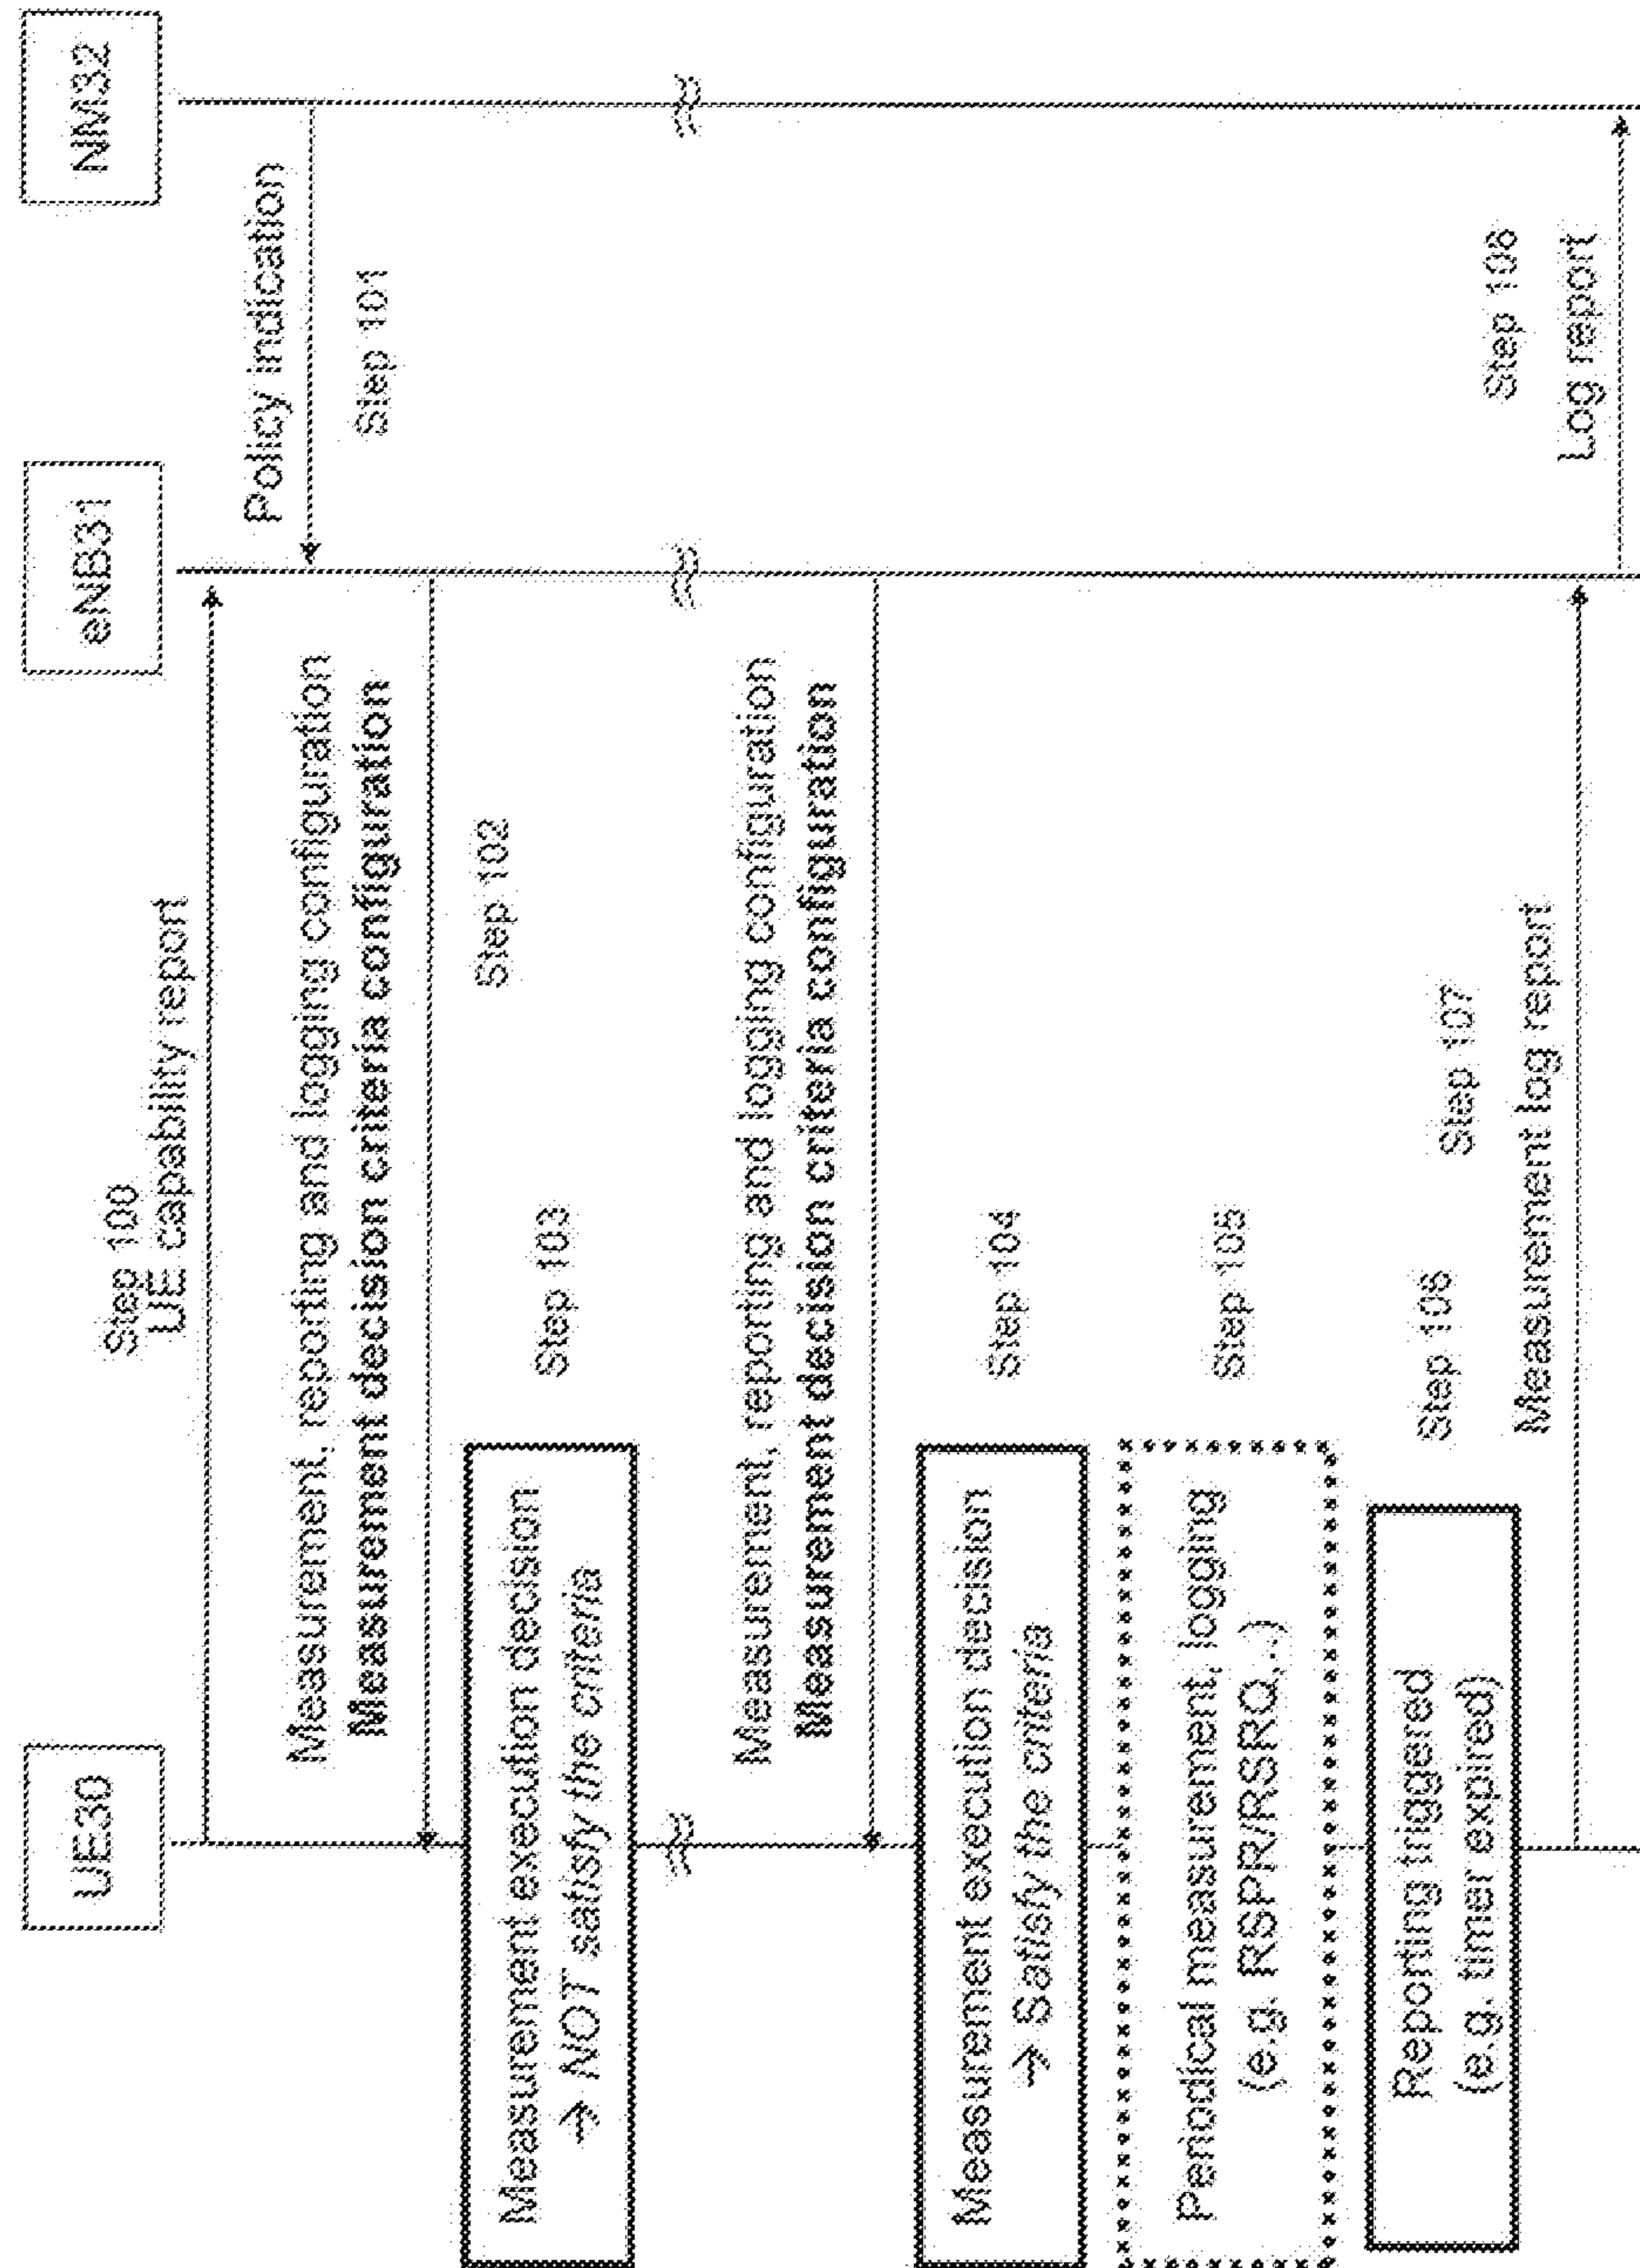 UE30
eNB31
NM32
Step 100
UE capability report
Policy indication
Step 101
Measurement, reporting and logging configuration
Measurement decision criteria configuration
Step 102
Measurement execution decision
→ NOT satisfy the criteria
Step 103
Measurement, reporting and logging configuration
Measurement decision criteria configuration
Measurement execution decision
→ Satisfy the criteria
Step 104
Periodical measurement, logging
(e.g. RSPR/RSRQ,..)
Step 105
Reporting triggered
(e.g. timer expired)
Step 106
Step 107
Measurement log report
Step 108
Log report